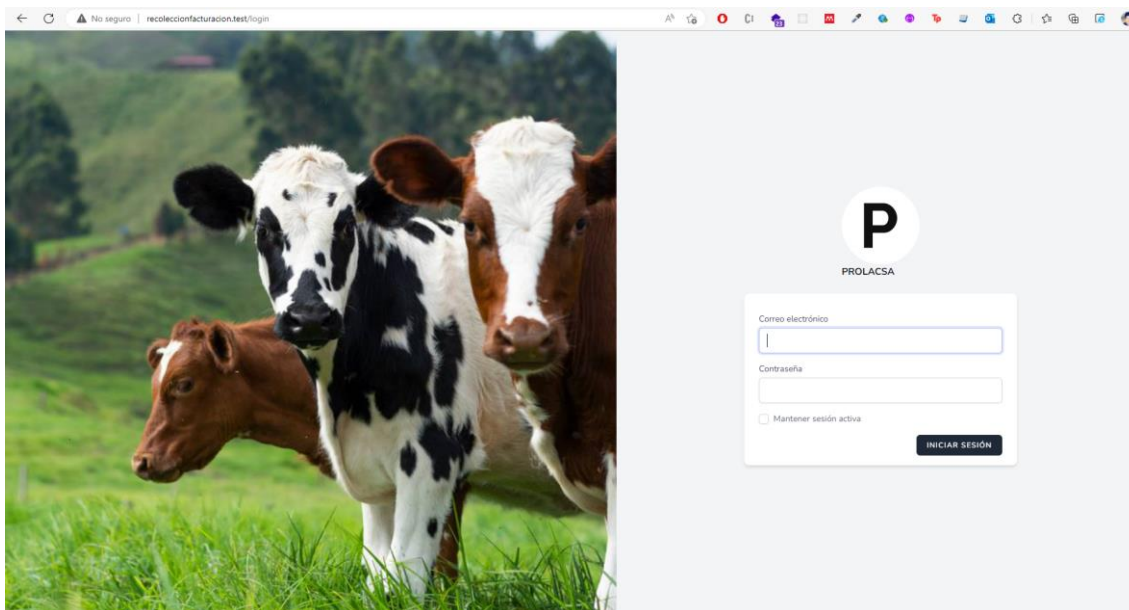 No seguro | recoleccionfacturacion.test/login
P
PROLACSA
Correo electrónico
Contraseña
Mantener sesión activa
INICIAR SESIÓN